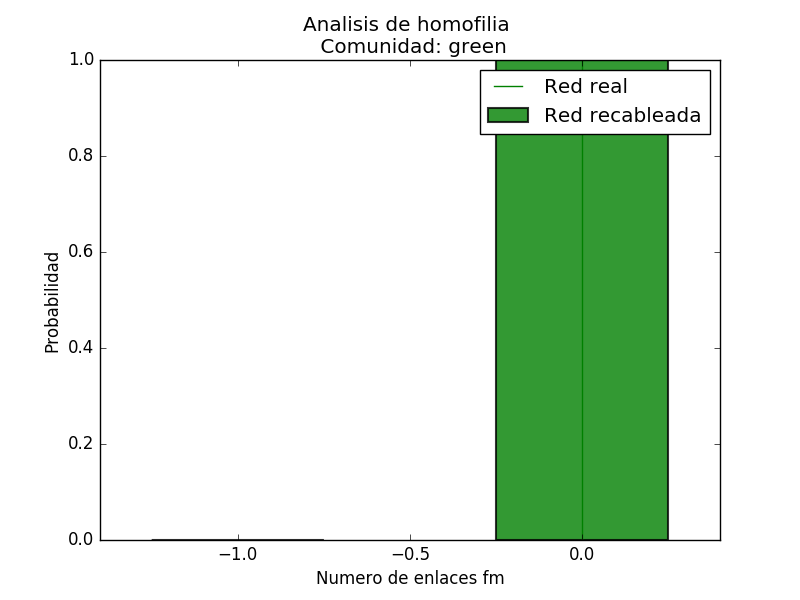 Analisis de homofilia
Comunidad: green
Red real
Red recableada
1.0
0.8
0.6
0.4
0.2
0.0
Probabilidad
−1.0
−0.5
0.0
Numero de enlaces fm